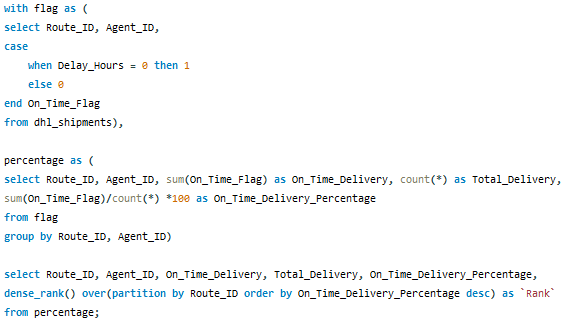 with flag as (
select Route_ID, Agent_ID,
case
    when Delay_Hours = 0 then 1
    else 0
end On_Time_Flag
from dhl_shipments),

percentage as (
select Route_ID, Agent_ID, sum(On_Time_Flag) as On_Time_Delivery, count(*) as Total_Delivery,
sum(On_Time_Flag)/count(*) *100 as On_Time_Delivery_Percentage
from flag
group by Route_ID, Agent_ID)

select Route_ID, Agent_ID, On_Time_Delivery, Total_Delivery, On_Time_Delivery_Percentage,
dense_rank() over(partition by Route_ID order by On_Time_Delivery_Percentage desc) as `Rank`
from percentage;